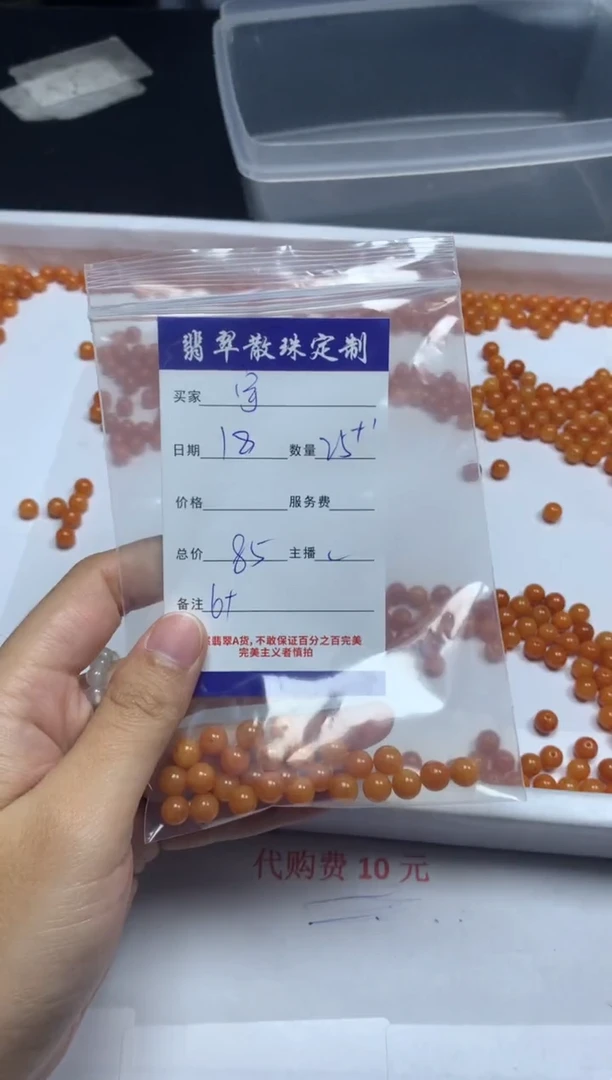 翡翠散珠定制
买家
日期 18 数量 25+1
价格 服务费
总价 85 主播
备注 6+
翡翠A货,不敢保证百分之百完美
完美主义者慎拍
代购费 10 元